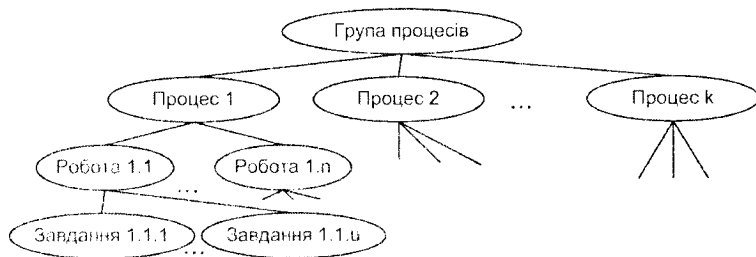 Група процесів
Процес 1
Процес 2
...
Процес k
Робота 1.1
...
Робота 1.n
Завдання 1.1.1
...
Завдання 1.1.u